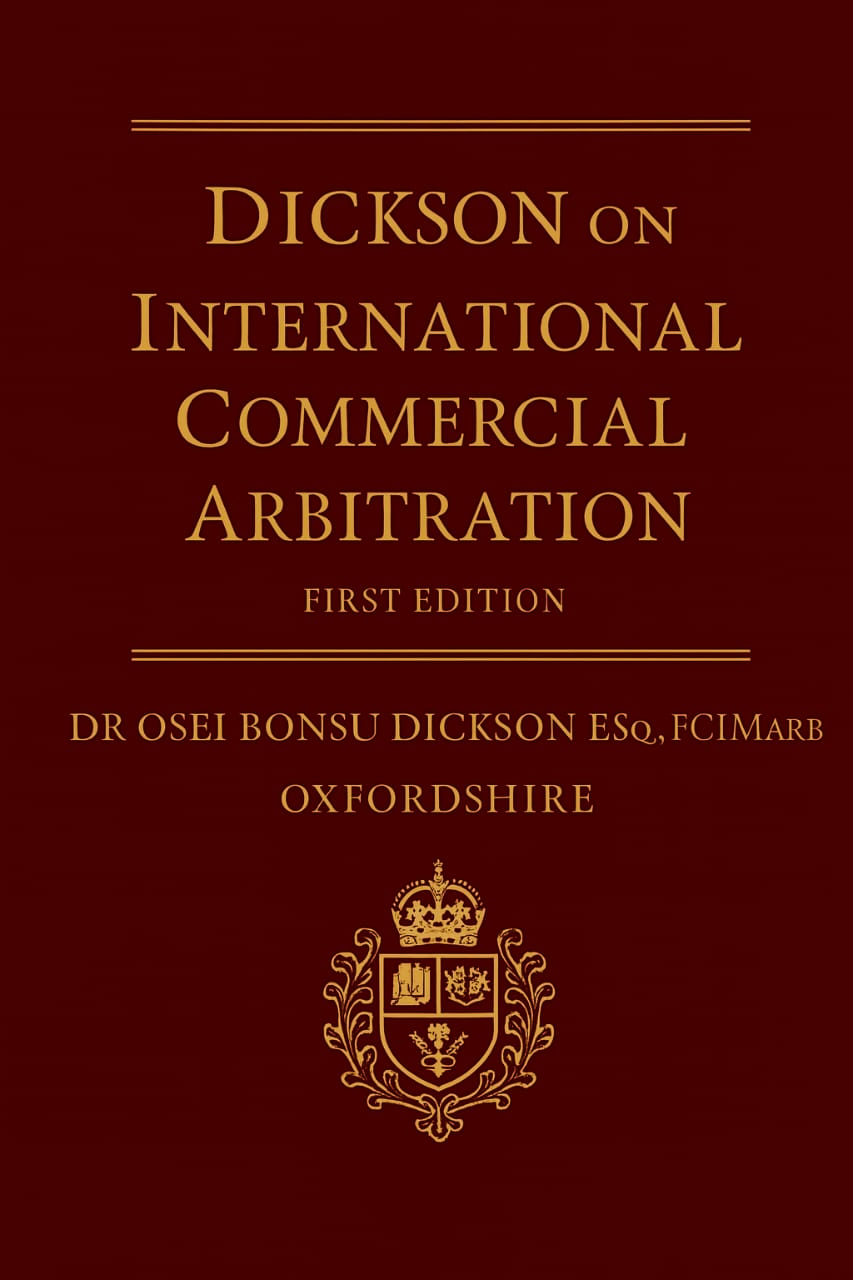 DICKSON ON
INTERNATIONAL
COMMERCIAL
ARBITRATION
FIRST EDITION
DR OSEI BONSU DICKSON ESQ, FCIMARB
OXFORDSHIRE